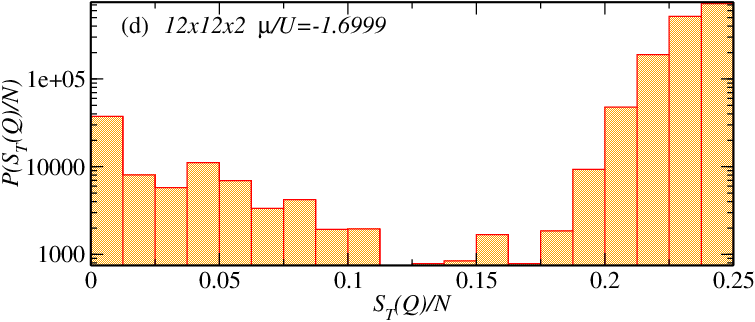 (d) 12x12x2 μ/U=-1.6999
P(S_T(Q)/N)
1e+05
10000
1000
0 0.05 0.1 0.15 0.2 0.25
S_T(Q)/N